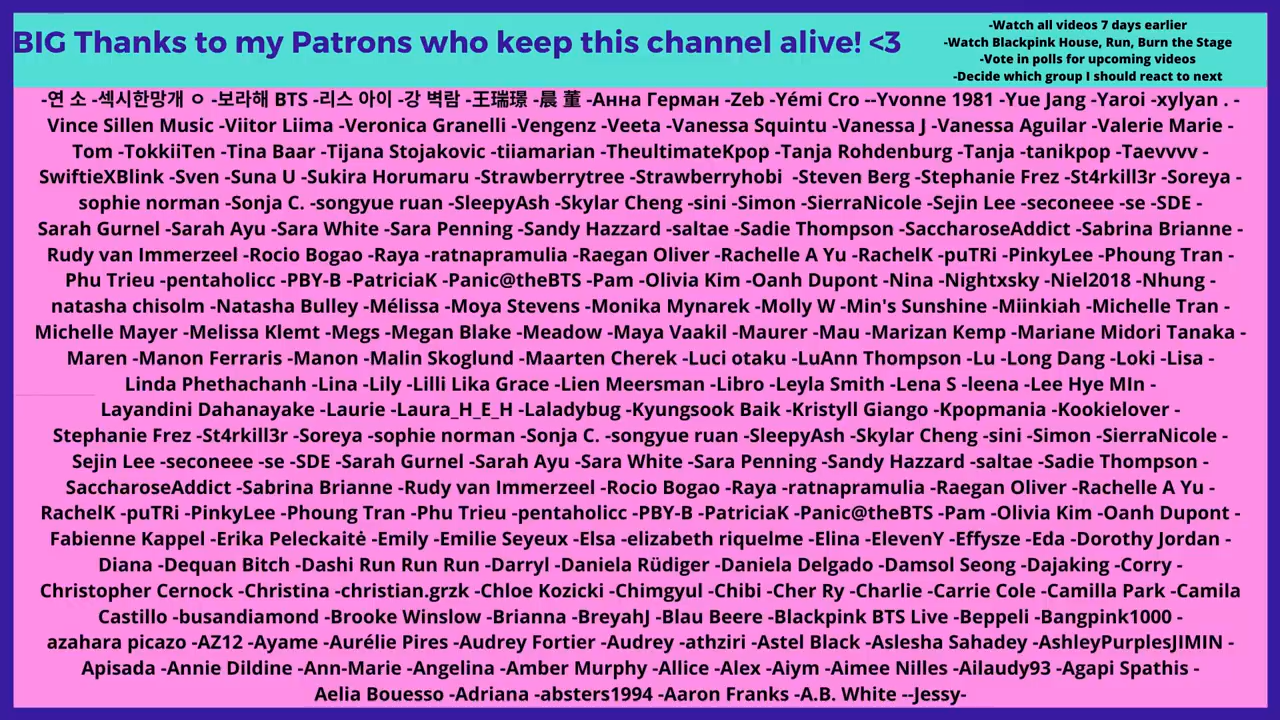 BIG Thanks to my Patrons who keep this channel alive! <3
-Watch all videos 7 days earlier
-Watch Blackpink House, Run, Burn the Stage
-Vote in polls for upcoming videos
-Decide which group I should react to next
-연 소 -섹시한망개 ㅇ -보라해 BTS -리스 아이 -강 벽람 -王瑞璟 -晨 董 -Анна Герман -Zeb -Yémi Cro --Yvonne 1981 -Yue Jang -Yaroi -xylyan . -
Vince Sillen Music -Viitor Liima -Veronica Granelli -Vengenz -Veeta -Vanessa Squintu -Vanessa J -Vanessa Aguilar -Valerie Marie -
Tom -TokkiiTen -Tina Baar -Tijana Stojakovic -tiiamarian -TheultimateKpop -Tanja Rohdenburg -Tanja -tanikpop -Taevvvv -
SwiftieXBlink -Sven -Suna U -Sukira Horumaru -Strawberrytree -Strawberryhobi -Steven Berg -Stephanie Frez -St4rkill3r -Soreya -
sophie norman -Sonja C. -songyue ruan -SleepyAsh -Skylar Cheng -sini -Simon -SierraNicole -Sejin Lee -seconeee -se -SDE -
Sarah Gurnel -Sarah Ayu -Sara White -Sara Penning -Sandy Hazzard -saltae -Sadie Thompson -SaccharoseAddict -Sabrina Brianne -
Rudy van Immerzeel -Rocio Bogao -Raya -ratnapramulia -Raegan Oliver -Rachelle A Yu -RachelK -puTRi -PinkyLee -Phoung Tran -
Phu Trieu -pentaholicc -PBY-B -PatriciaK -Panic@theBTS -Pam -Olivia Kim -Oanh Dupont -Nina -Nightxsky -Niel2018 -Nhung -
natasha chisolm -Natasha Bulley -Mélissa -Moya Stevens -Monika Mynarek -Molly W -Min's Sunshine -Miinkiah -Michelle Tran -
Michelle Mayer -Melissa Klemt -Megs -Megan Blake -Meadow -Maya Vaakil -Maurer -Mau -Marizan Kemp -Mariane Midori Tanaka -
Maren -Manon Ferraris -Manon -Malin Skoglund -Maarten Cherek -Luci otaku -LuAnn Thompson -Lu -Long Dang -Loki -Lisa -
Linda Phethachanh -Lina -Lily -Lilli Lika Grace -Lien Meersman -Libro -Leyla Smith -Lena S -leena -Lee Hye MIn -
Layandini Dahanayake -Laurie -Laura_H_E_H -Laladybug -Kyungsook Baik -Kristyll Giango -Kpopmania -Kookielover -
Stephanie Frez -St4rkill3r -Soreya -sophie norman -Sonja C. -songyue ruan -SleepyAsh -Skylar Cheng -sini -Simon -SierraNicole -
Sejin Lee -seconeee -se -SDE -Sarah Gurnel -Sarah Ayu -Sara White -Sara Penning -Sandy Hazzard -saltae -Sadie Thompson -
SaccharoseAddict -Sabrina Brianne -Rudy van Immerzeel -Rocio Bogao -Raya -ratnapramulia -Raegan Oliver -Rachelle A Yu -
RachelK -puTRi -PinkyLee -Phoung Tran -Phu Trieu -pentaholicc -PBY-B -PatriciaK -Panic@theBTS -Pam -Olivia Kim -Oanh Dupont -
Fabienne Kappel -Erika Peleckaitė -Emily -Emilie Seyeux -Elsa -elizabeth riquelme -Elina -ElevenY -Effysze -Eda -Dorothy Jordan -
Diana -Dequan Bitch -Dashi Run Run Run -Darryl -Daniela Rüdiger -Daniela Delgado -Damsol Seong -Dajaking -Corry -
Christopher Cernock -Christina -christian.grzk -Chloe Kozicki -Chimgyul -Chibi -Cher Ry -Charlie -Carrie Cole -Camilla Park -Camila
Castillo -busandiamond -Brooke Winslow -Brianna -BreyahJ -Blau Beere -Blackpink BTS Live -Beppeli -Bangpink1000 -
azahara picazo -AZ12 -Ayame -Aurélie Pires -Audrey Fortier -Audrey -athziri -Astel Black -Aslesha Sahadey -AshleyPurplesJIMIN -
Apisada -Annie Dildine -Ann-Marie -Angelina -Amber Murphy -Allice -Alex -Aiym -Aimee Nilles -Ailaudy93 -Agapi Spathis -
Aelia Bouesso -Adriana -absters1994 -Aaron Franks -A.B. White --Jessy-